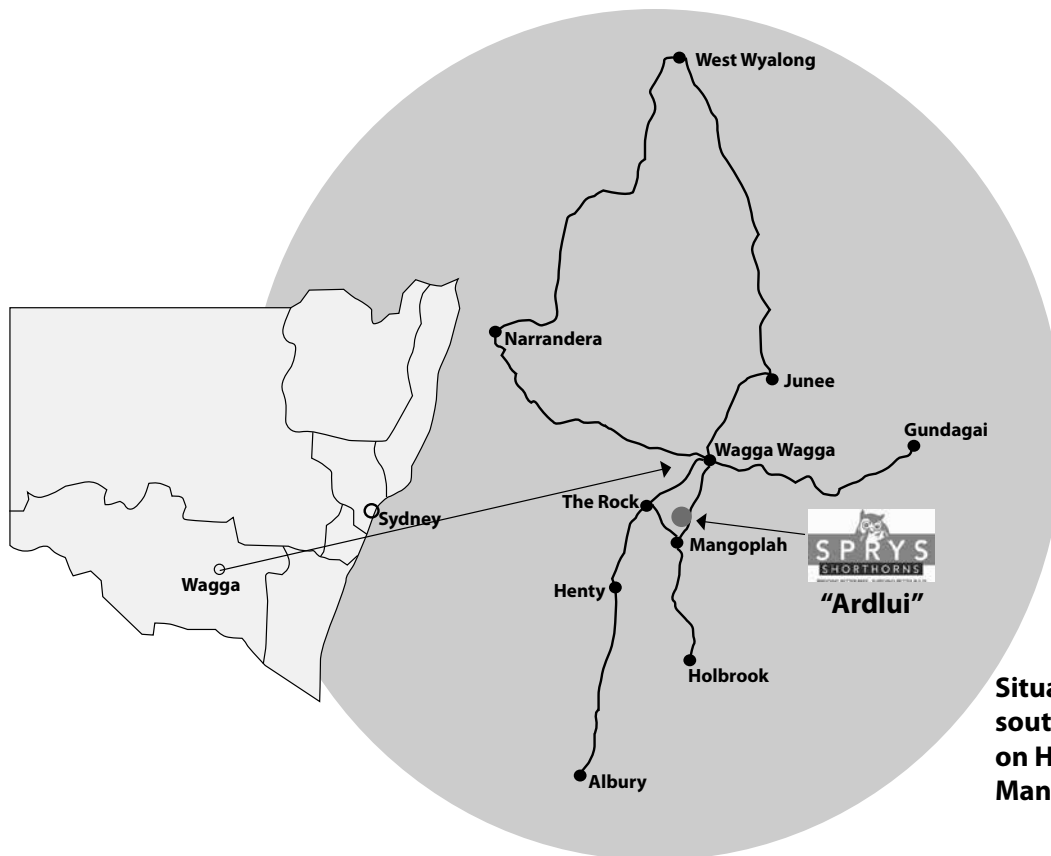 West Wyalong
Narrandera
Junee
Gundagai
Wagga Wagga
The Rock
Sydney
Mangoplah
Wagga
Henty
SPRYS
SHORTHORNS
“Ardlui”
Holbrook
Albury
Situa
sout
on H
Man